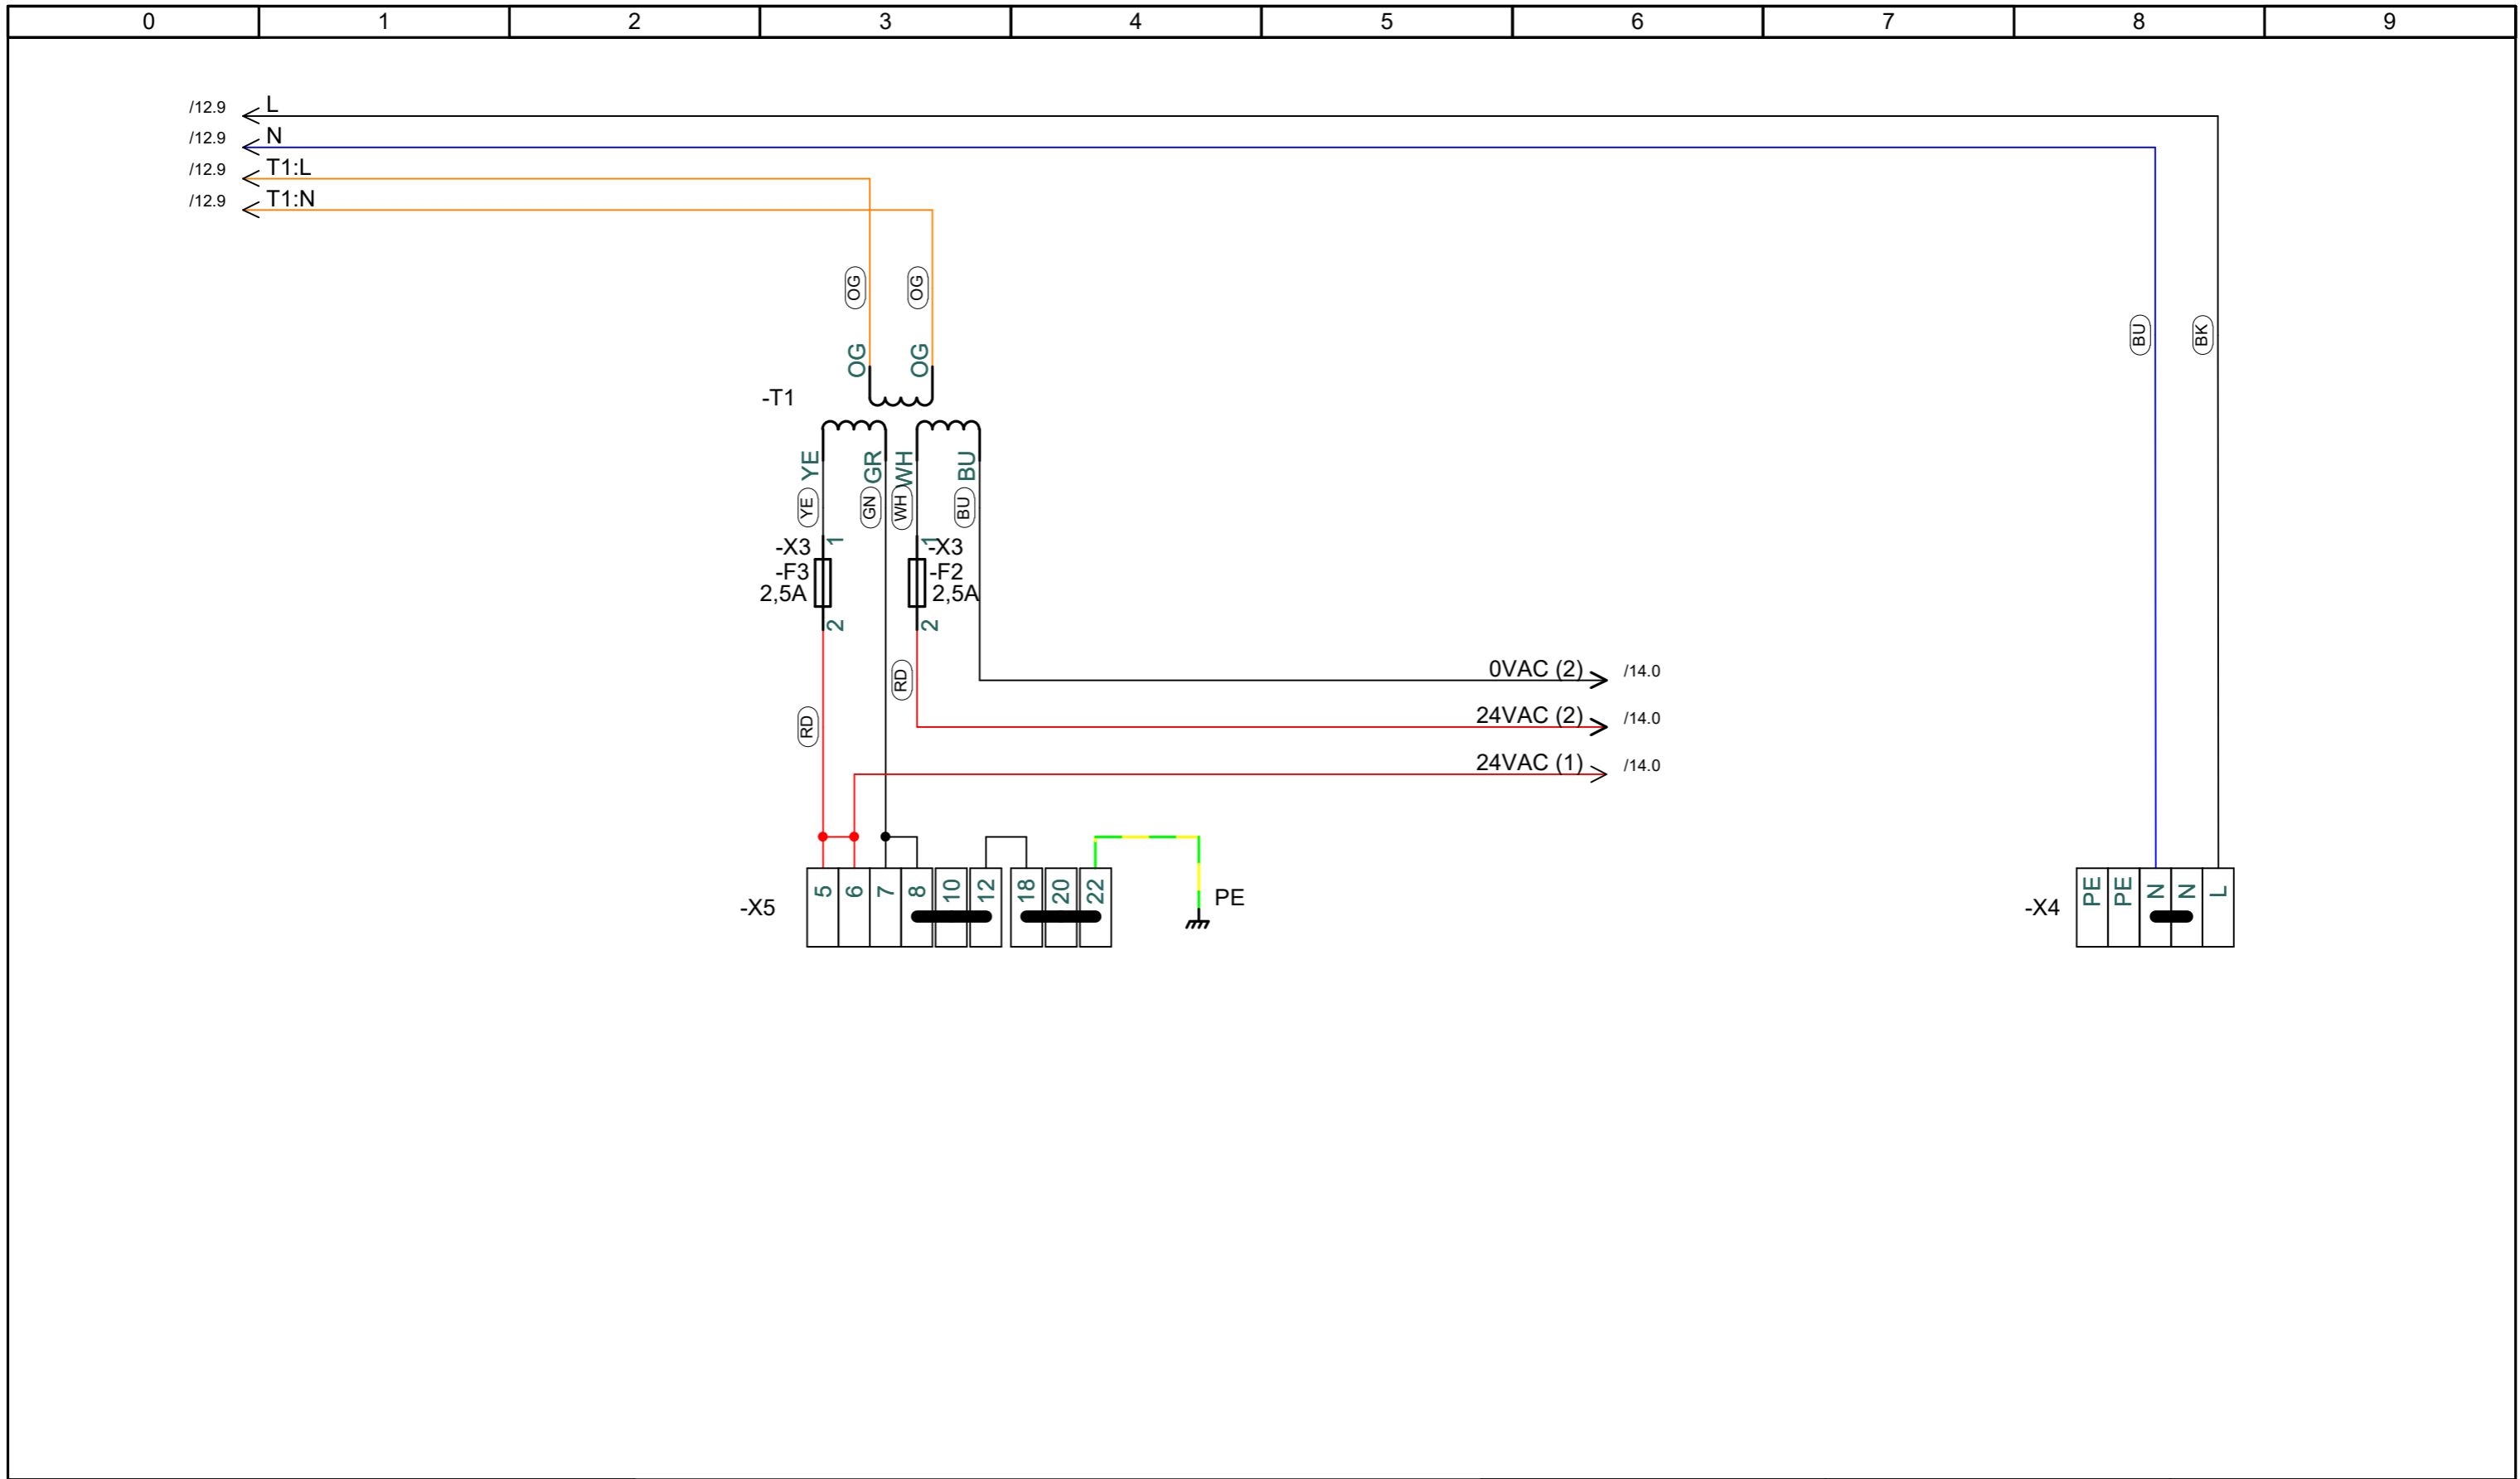 0 1 2 3 4 5 6 7 8 9
/12.9 L
/12.9 N
/12.9 T1:L
/12.9 T1:N
OG OG
BU BK
OG OG
-T1
YE GR WH BU
YE GN WH BU
-X3 1 1 -X3
-F3 -F2
2,5A 2,5A
2 2
0VAC (2) /14.0
RD
24VAC (2) /14.0
RD
24VAC (1) /14.0
-X5 5 6 7 8 10 12 18 20 22 PE
-X4 PE PE N N L